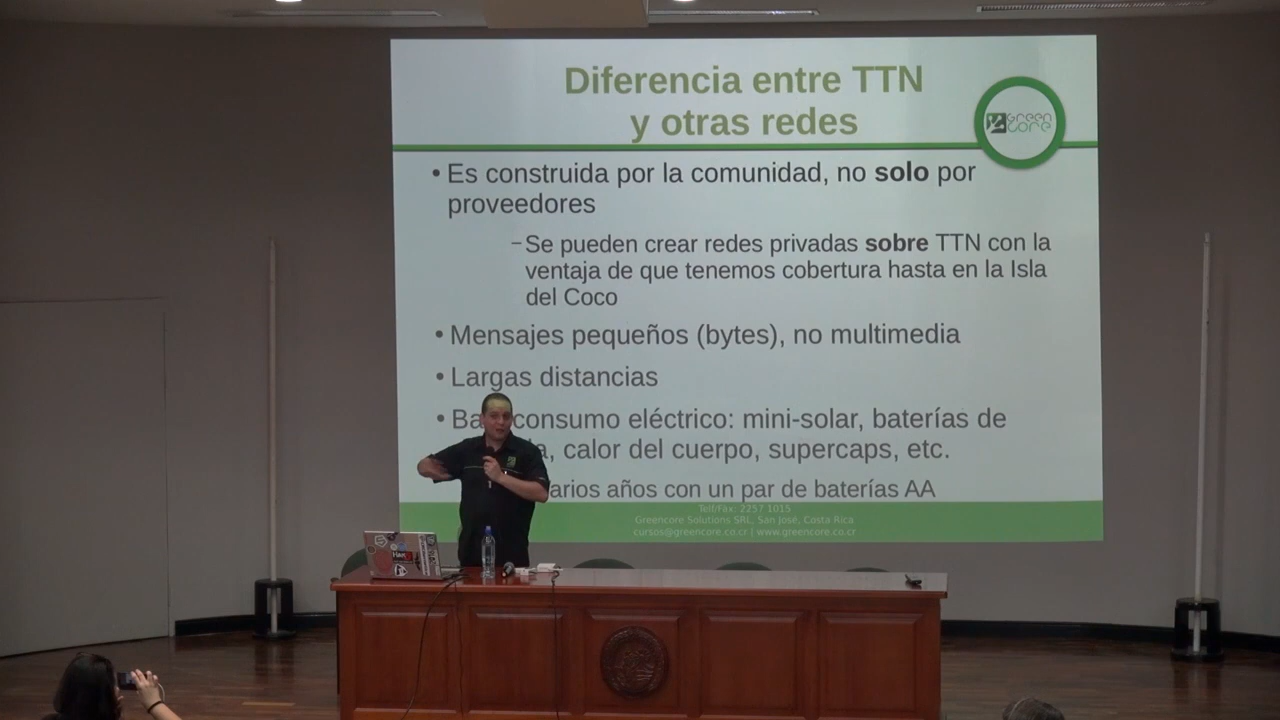 Diferencia entre TTN
y otras redes
GREEN
CORE
• Es construida por la comunidad, no solo por
proveedores
–Se pueden crear redes privadas sobre TTN con la
ventaja de que tenemos cobertura hasta en la Isla
del Coco
• Mensajes pequeños (bytes), no multimedia
• Largas distancias
• consumo eléctrico: mini-solar, baterías de
calor del cuerpo, supercaps, etc.
años con un par de baterías AA
Telf/Fax: 2257 1015
Greencore Solutions SRL, San José, Costa Rica
cursos@greencore.co.cr | www.greencore.co.cr